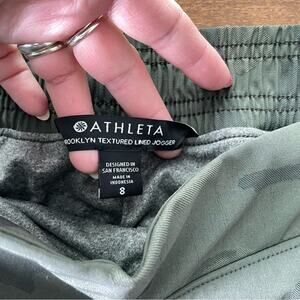 ATHLETA
ROOKLYN TEXTURED LINED JOGGER
DESIGNED IN
SAN FRANCISCO
MADE IN
INDONESIA
8